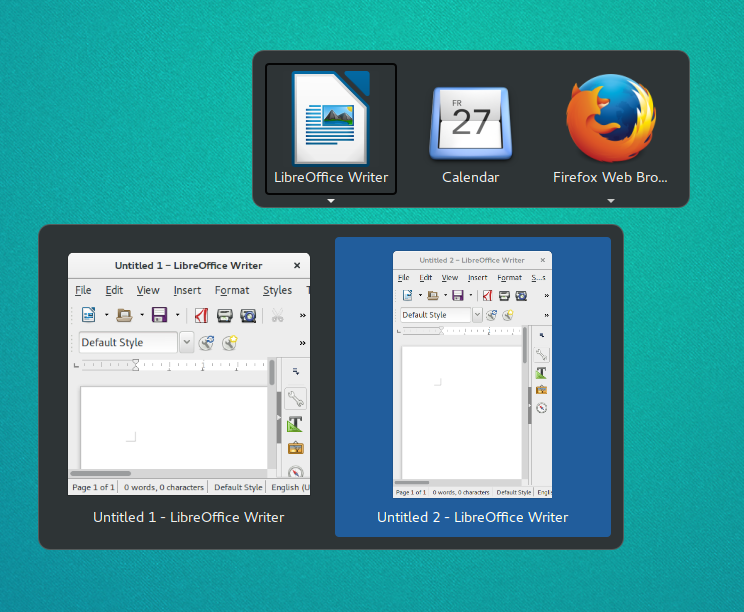 FR
27
LibreOffice Writer
Calendar
Firefox Web Bro...
Untitled 1 – LibreOffice Writer ×
File Edit View Insert Format Styles
»
Default Style »
Page 1 of 1 0 words, 0 characters Default Style English (U
Untitled 1 - LibreOffice Writer
Untitled 2 – LibreOffice Writer ×
File Edit View Insert Format S...s
»
Default Style »
Page 1 of 1 0 words, 0 characters Default Style Engli
Untitled 2 - LibreOffice Writer